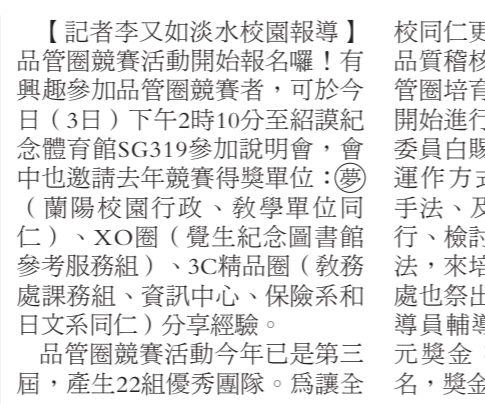 【記者李又如淡水校園報導】
品管圈競賽活動開始報名囉！有
興趣參加品管圈競賽者，可於今
日（3日）下午2時10分至紹謨紀
念體育館SG319參加說明會，會
中也邀請去年競賽得獎單位：夢
（蘭陽校園行政、教學單位同
仁）、XO圈（覺生紀念圖書館
參考服務組）、3C精品圈（教務
處課務組、資訊中心、保險系和
日文系同仁）分享經驗。
品管圈競賽活動今年已是第三
屆，產生22組優秀團隊。為讓全
校同仁更
品質稽核
管圈培育
開始進行
委員白賜
運作方式
手法、及
行、檢討
法，來培
處也祭出
導員輔導
元獎金
名，獎金